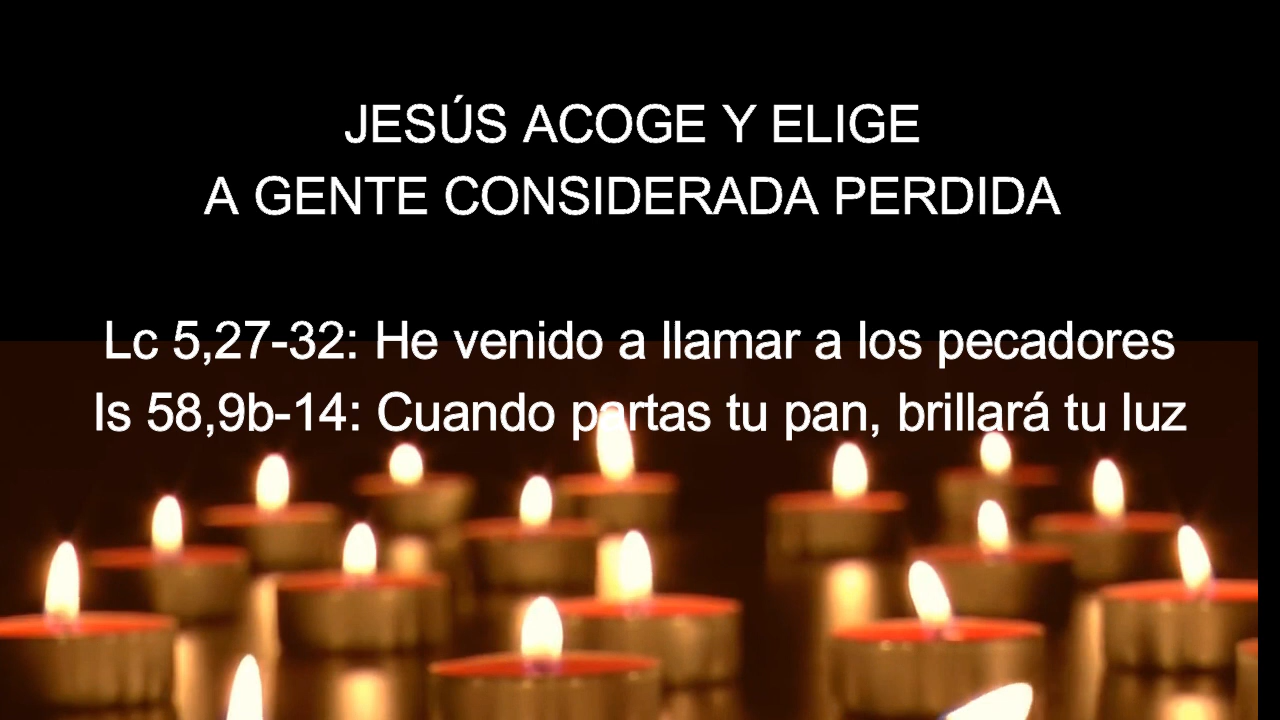 JESÚS ACOGE Y ELIGE
A GENTE CONSIDERADA PERDIDA
Lc 5,27-32: He venido a llamar a los pecadores
Is 58,9b-14: Cuando partas tu pan, brillará tu luz